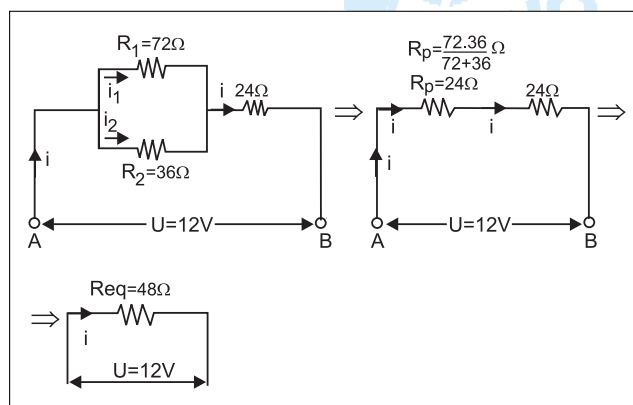 R1=72Ω
i1
i
24Ω
i2
R2=36Ω
i
U=12V
A
B
⇒
Rp=72.36/72+36 Ω
Rp=24Ω
24Ω
i
i
i
U=12V
A
B
⇒
⇒
Req=48Ω
i
U=12V